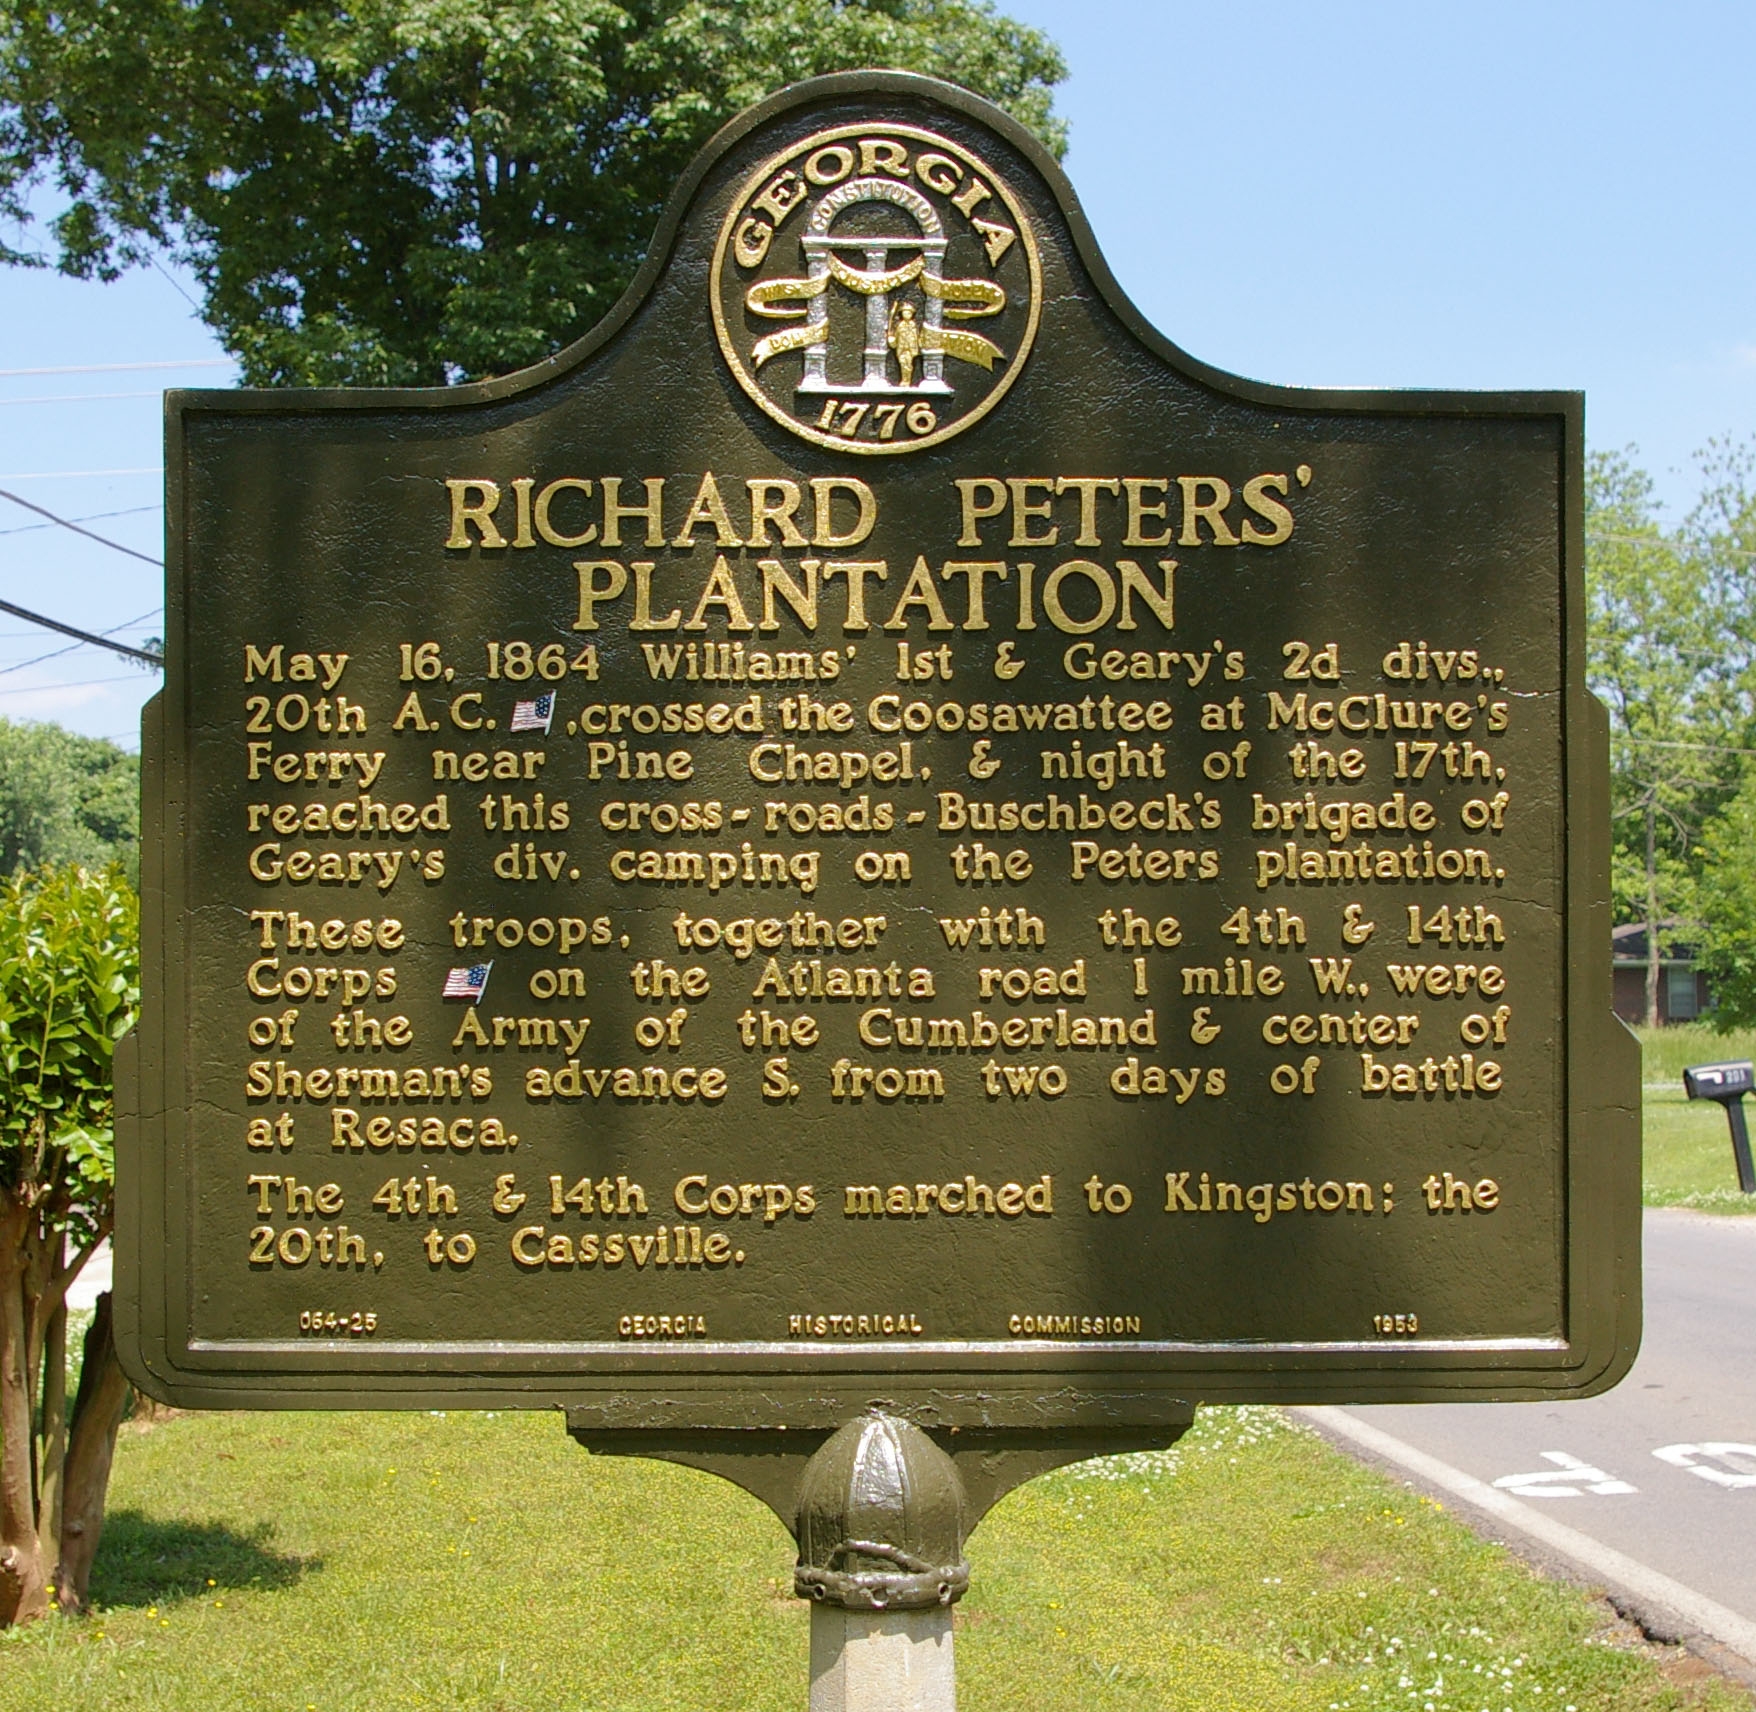 GEORGIA
CONSTITUTION
1776
RICHARD PETERS'
PLANTATION
May 16, 1864 Williams' 1st & Geary's 2d divs.,
20th A.C. ,crossed the Coosawattee at McClure's
Ferry near Pine Chapel, & night of the 17th,
reached this cross-roads - Buschbeck's brigade of
Geary's div. camping on the Peters plantation.
These troops, together with the 4th & 14th
Corps on the Atlanta road 1 mile W., were
of the Army of the Cumberland & center of
Sherman's advance S. from two days of battle
at Resaca.
The 4th & 14th Corps marched to Kingston; the
20th, to Cassville.
064-25 GEORGIA HISTORICAL COMMISSION 1953